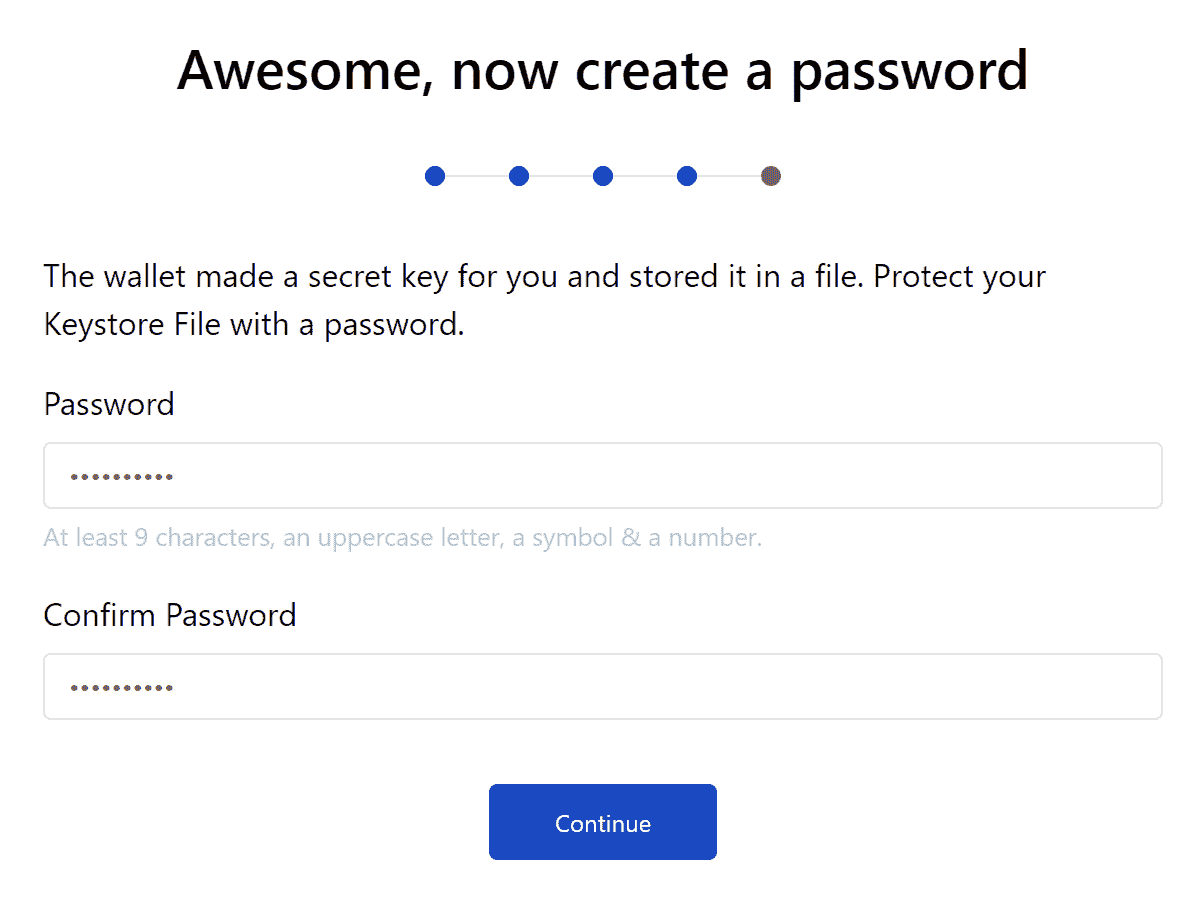 Awesome, now create a password
The wallet made a secret key for you and stored it in a file. Protect your
Keystore File with a password.
Password
••••••••••
At least 9 characters, an uppercase letter, a symbol & a number.
Confirm Password
••••••••••
Continue